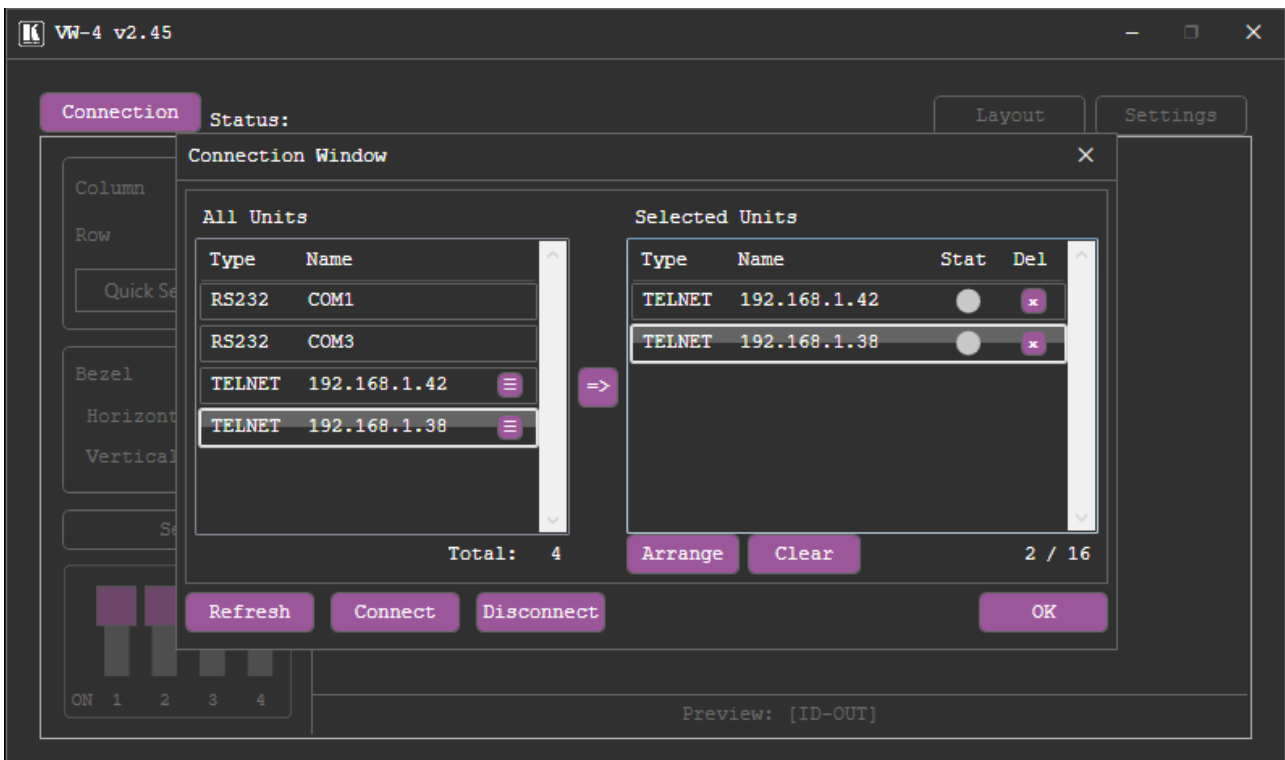 VW-4 v2.45
Connection Status: Layout Settings
Connection Window
Column
Row
Quick Se
Bezel
Horizont
Vertical
Se
ON 1 2 3 4
All Units
Type Name
RS232 COM1
RS232 COM3
TELNET 192.168.1.42
TELNET 192.168.1.38
Total: 4
=>
Selected Units
Type Name Stat Del
TELNET 192.168.1.42 x
TELNET 192.168.1.38 x
Arrange Clear 2 / 16
Refresh Connect Disconnect OK
Preview: [ID-OUT]